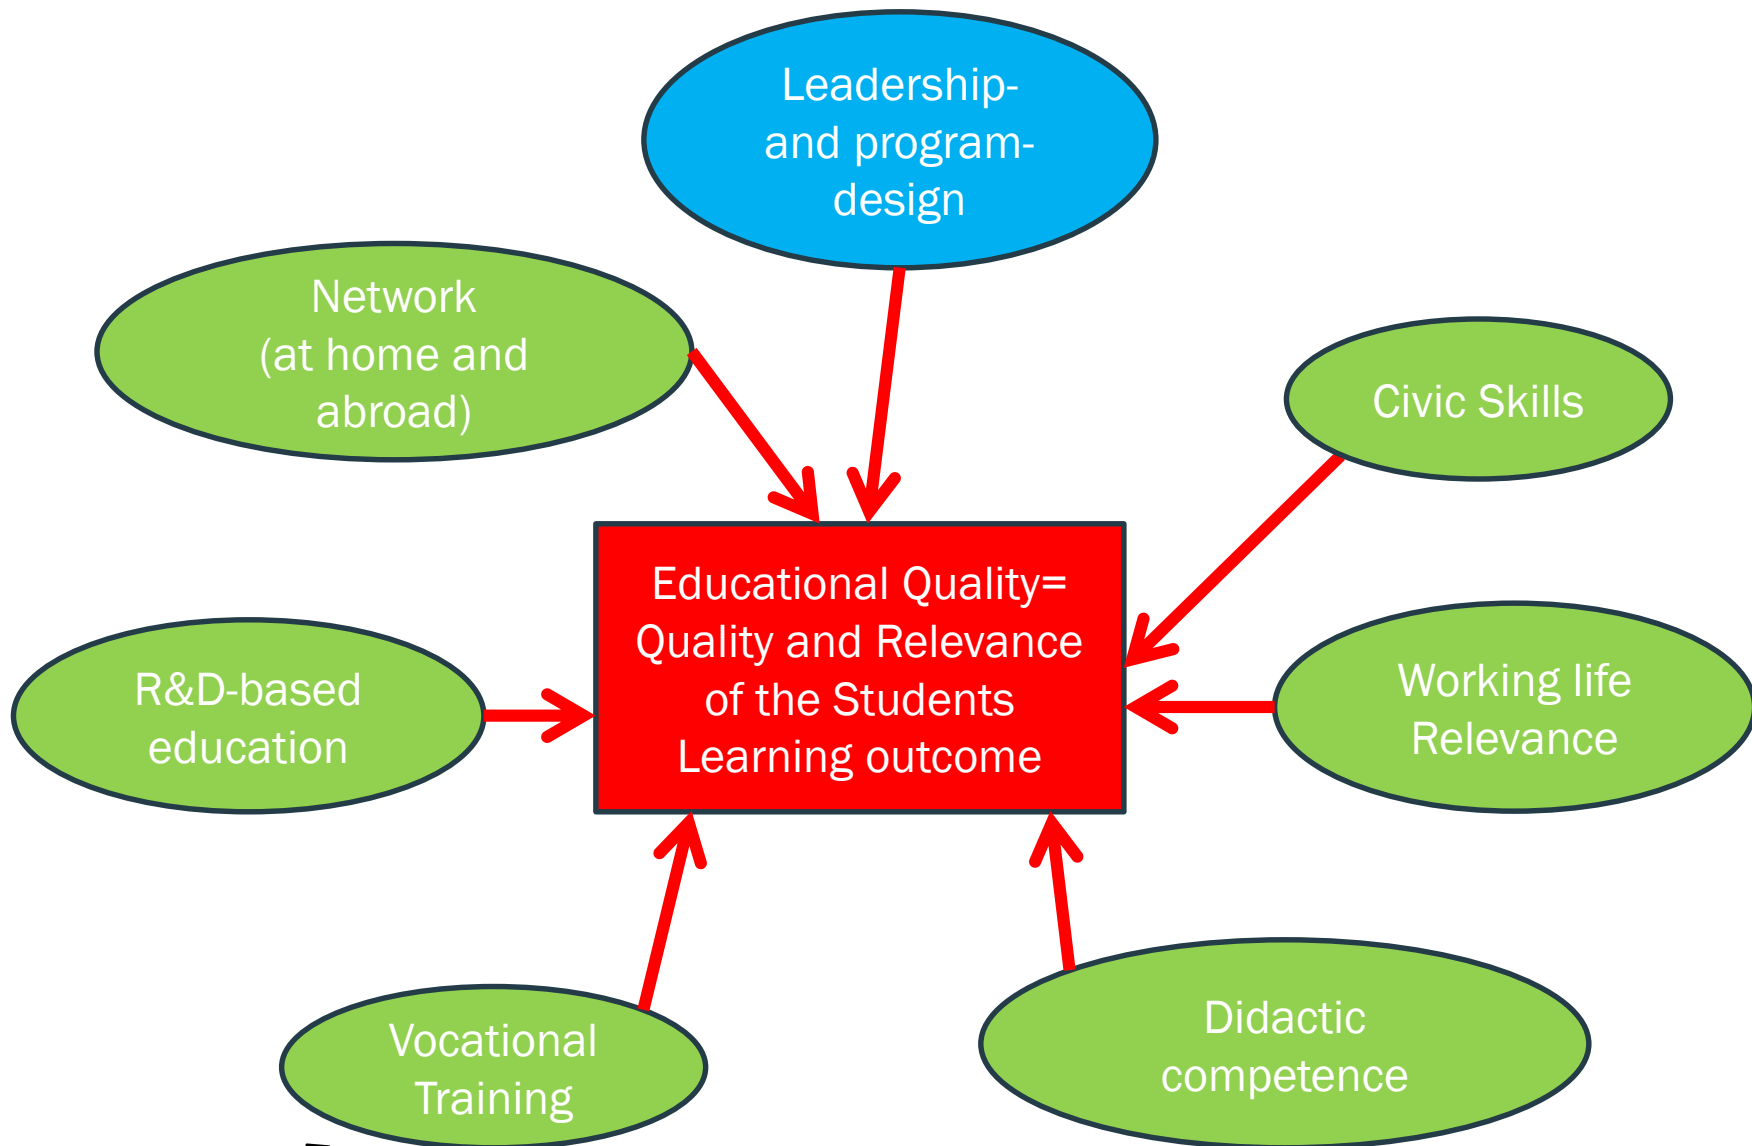 Leadership-
and program-
design
Network
(at home and
abroad)
Civic Skills
Educational Quality=
Quality and Relevance
of the Students
Learning outcome
R&D-based
education
Working life
Relevance
Vocational
Training
Didactic
competence